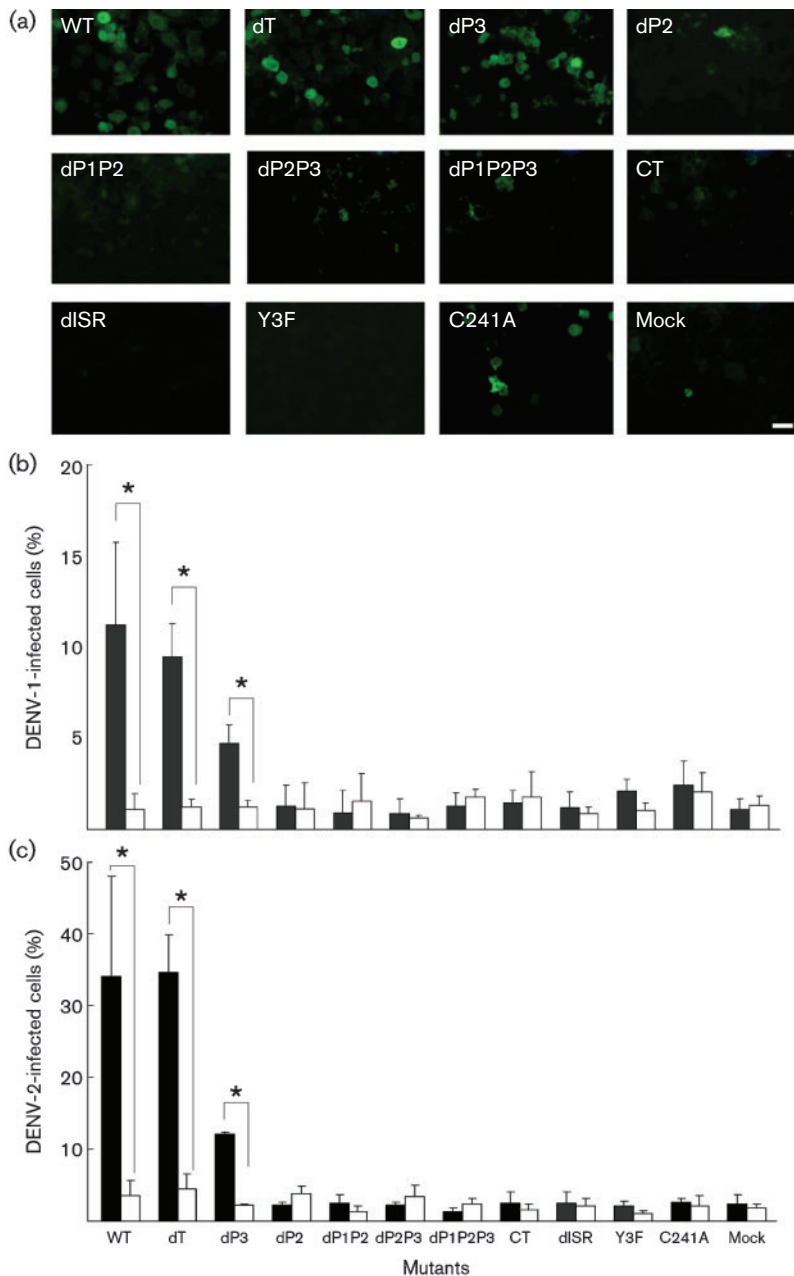 (a)
WT dT dP3 dP2
dP1P2 dP2P3 dP1P2P3 CT
dISR Y3F C241A Mock
(b)
20
15
10
5
DENV-1-infected cells (%)
* * *
(c)
50
40
30
20
10
DENV-2-infected cells (%)
* * *
WT dT dP3 dP2 dP1P2 dP2P3 dP1P2P3 CT dISR Y3F C241A Mock
Mutants